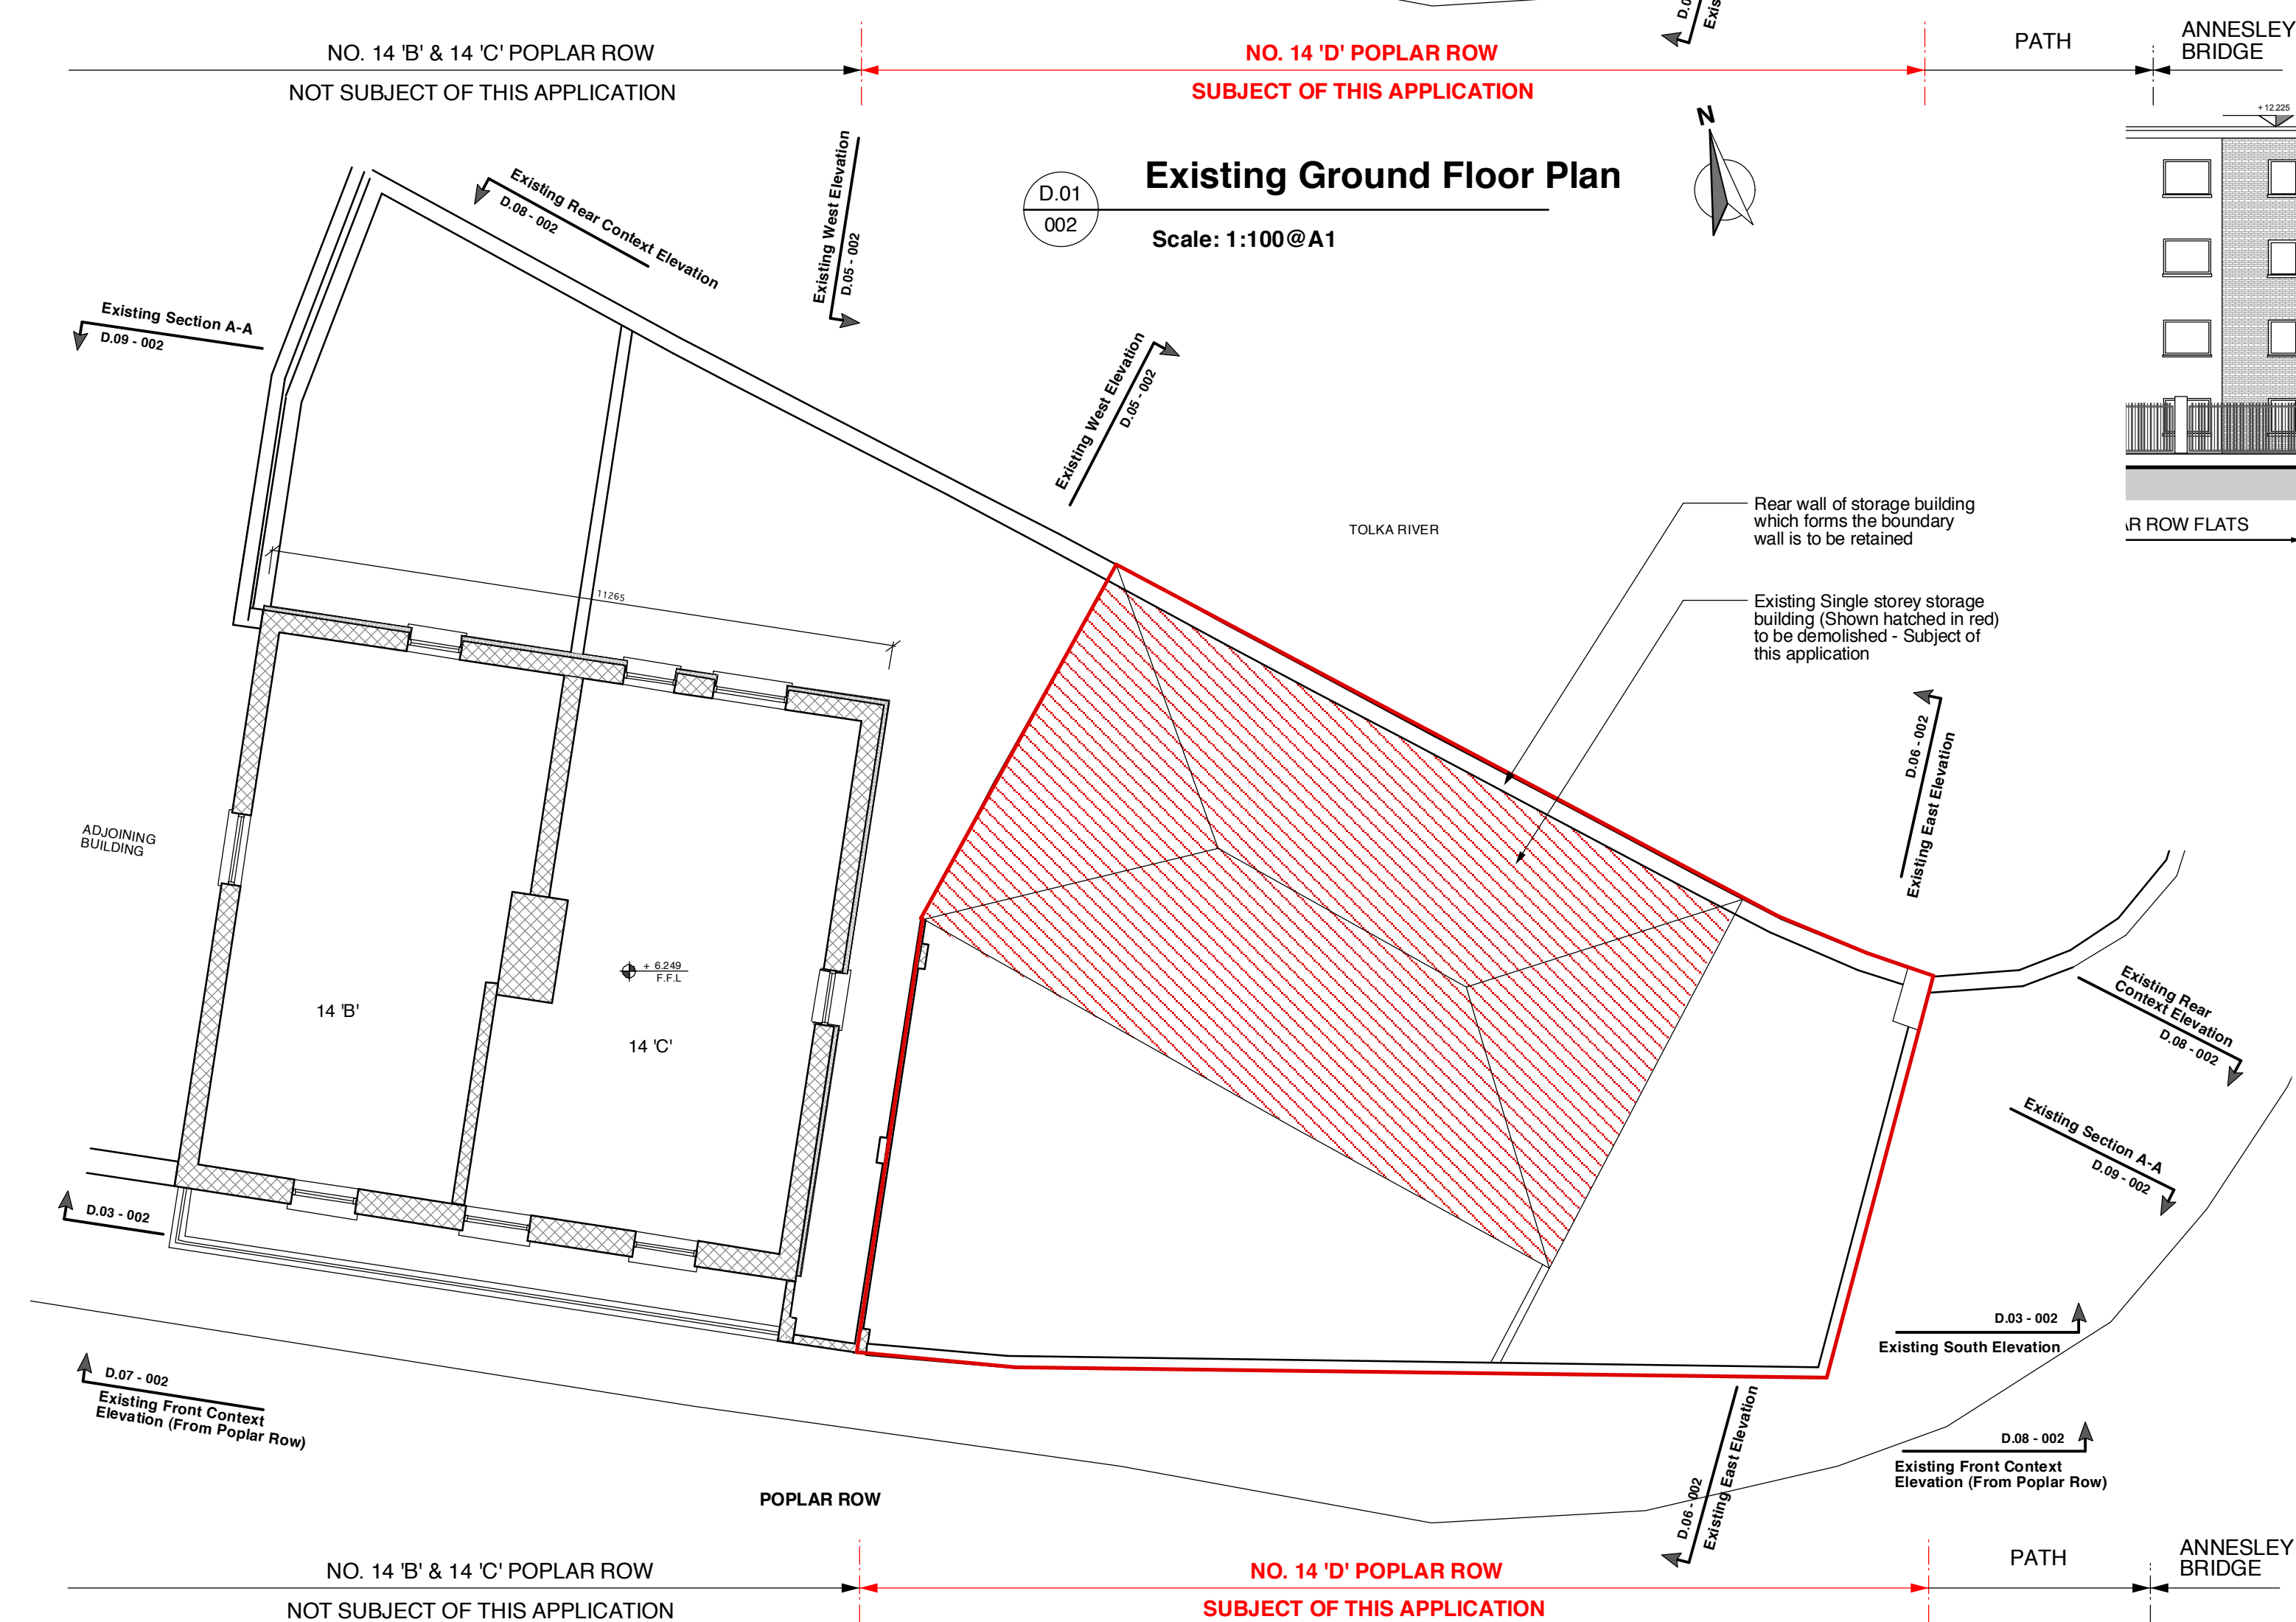 D.0
Exis
NO. 14 'B' & 14 'C' POPLAR ROW
NOT SUBJECT OF THIS APPLICATION
NO. 14 'D' POPLAR ROW
SUBJECT OF THIS APPLICATION
PATH
ANNESLEY
BRIDGE
D.01
002
Existing Ground Floor Plan
Scale: 1:100@A1
N
+ 12.225
Existing Rear Context Elevation
D.08 - 002
Existing West Elevation
D.05 - 002
Existing Section A-A
D.09 - 002
Existing West Elevation
D.05 - 002
TOLKA RIVER
Rear wall of storage building
which forms the boundary
wall is to be retained
AR ROW FLATS
Existing Single storey storage
building (Shown hatched in red)
to be demolished - Subject of
this application
11265
D.06 - 002
Existing East Elevation
ADJOINING
BUILDING
+ 6.249
F.F.L
14 'B'
14 'C'
Existing Rear
Context Elevation
D.08 - 002
Existing Section A-A
D.09 - 002
D.03 - 002
D.03 - 002
Existing South Elevation
D.07 - 002
Existing Front Context
Elevation (From Poplar Row)
D.08 - 002
Existing Front Context
Elevation (From Poplar Row)
D.06 - 002
Existing East Elevation
POPLAR ROW
NO. 14 'B' & 14 'C' POPLAR ROW
NOT SUBJECT OF THIS APPLICATION
NO. 14 'D' POPLAR ROW
SUBJECT OF THIS APPLICATION
PATH
ANNESLEY
BRIDGE